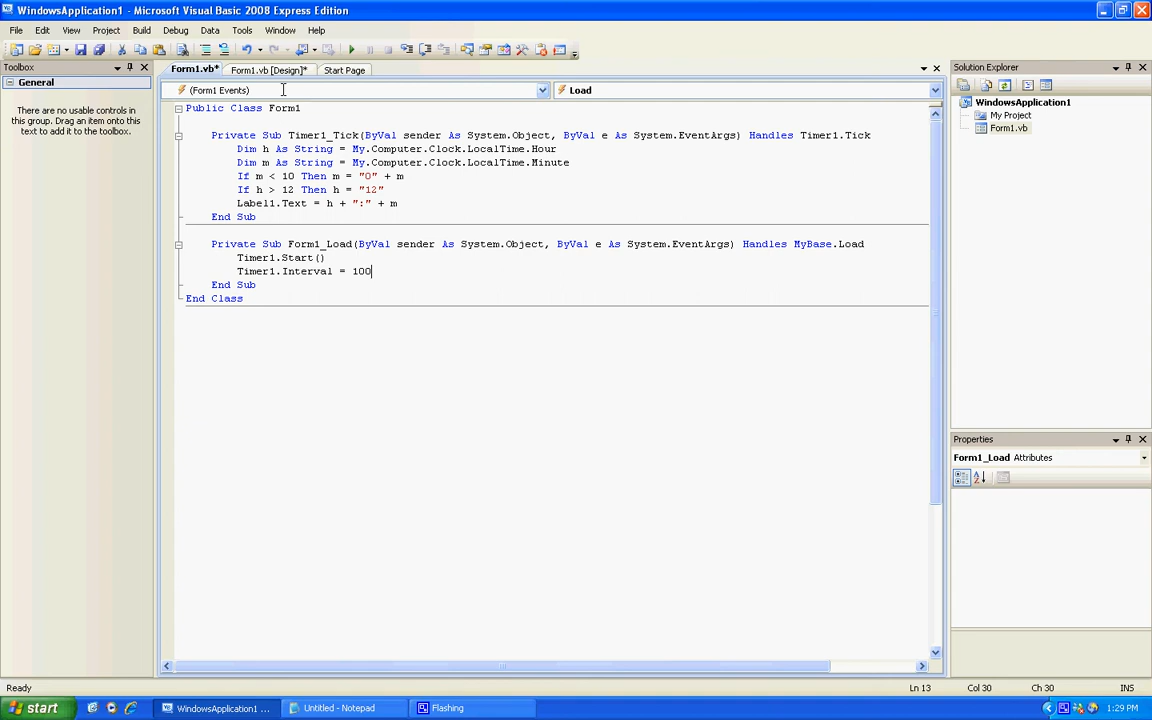 WindowsApplication1 - Microsoft Visual Basic 2008 Express Edition
File Edit View Project Build Debug Data Tools Window Help
Toolbox
Form1.vb* Form1.vb [Design]* Start Page
Solution Explorer
General
(Form1 Events) Load
There are no usable controls in
this group. Drag an item onto this
text to add it to the toolbox.
WindowsApplication1
My Project
Form1.vb
Public Class Form1
Private Sub Timer1_Tick(ByVal sender As System.Object, ByVal e As System.EventArgs) Handles Timer1.Tick
Dim h As String = My.Computer.Clock.LocalTime.Hour
Dim m As String = My.Computer.Clock.LocalTime.Minute
If m < 10 Then m = "0" + m
If h > 12 Then h = "12"
Label1.Text = h + ":" + m
End Sub
Private Sub Form1_Load(ByVal sender As System.Object, ByVal e As System.EventArgs) Handles MyBase.Load
Timer1.Start()
Timer1.Interval = 100
End Sub
End Class
Properties
Form1_Load Attributes
Ready Ln 13 Col 30 Ch 30 INS
start WindowsApplication1 ... Untitled - Notepad Flashing 1:29 PM